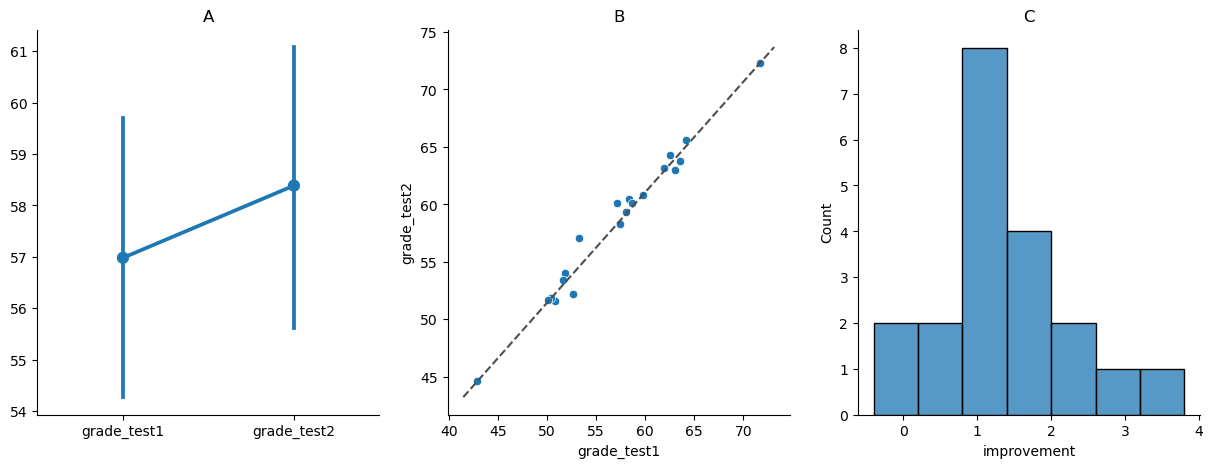 A
61
60
59
58
57
56
55
54
grade_test1 grade_test2
B
75
70
65
60
55
50
45
grade_test2
40 45 50 55 60 65 70
grade_test1
C
8
7
6
5
4
3
2
1
0
Count
0 1 2 3 4
improvement